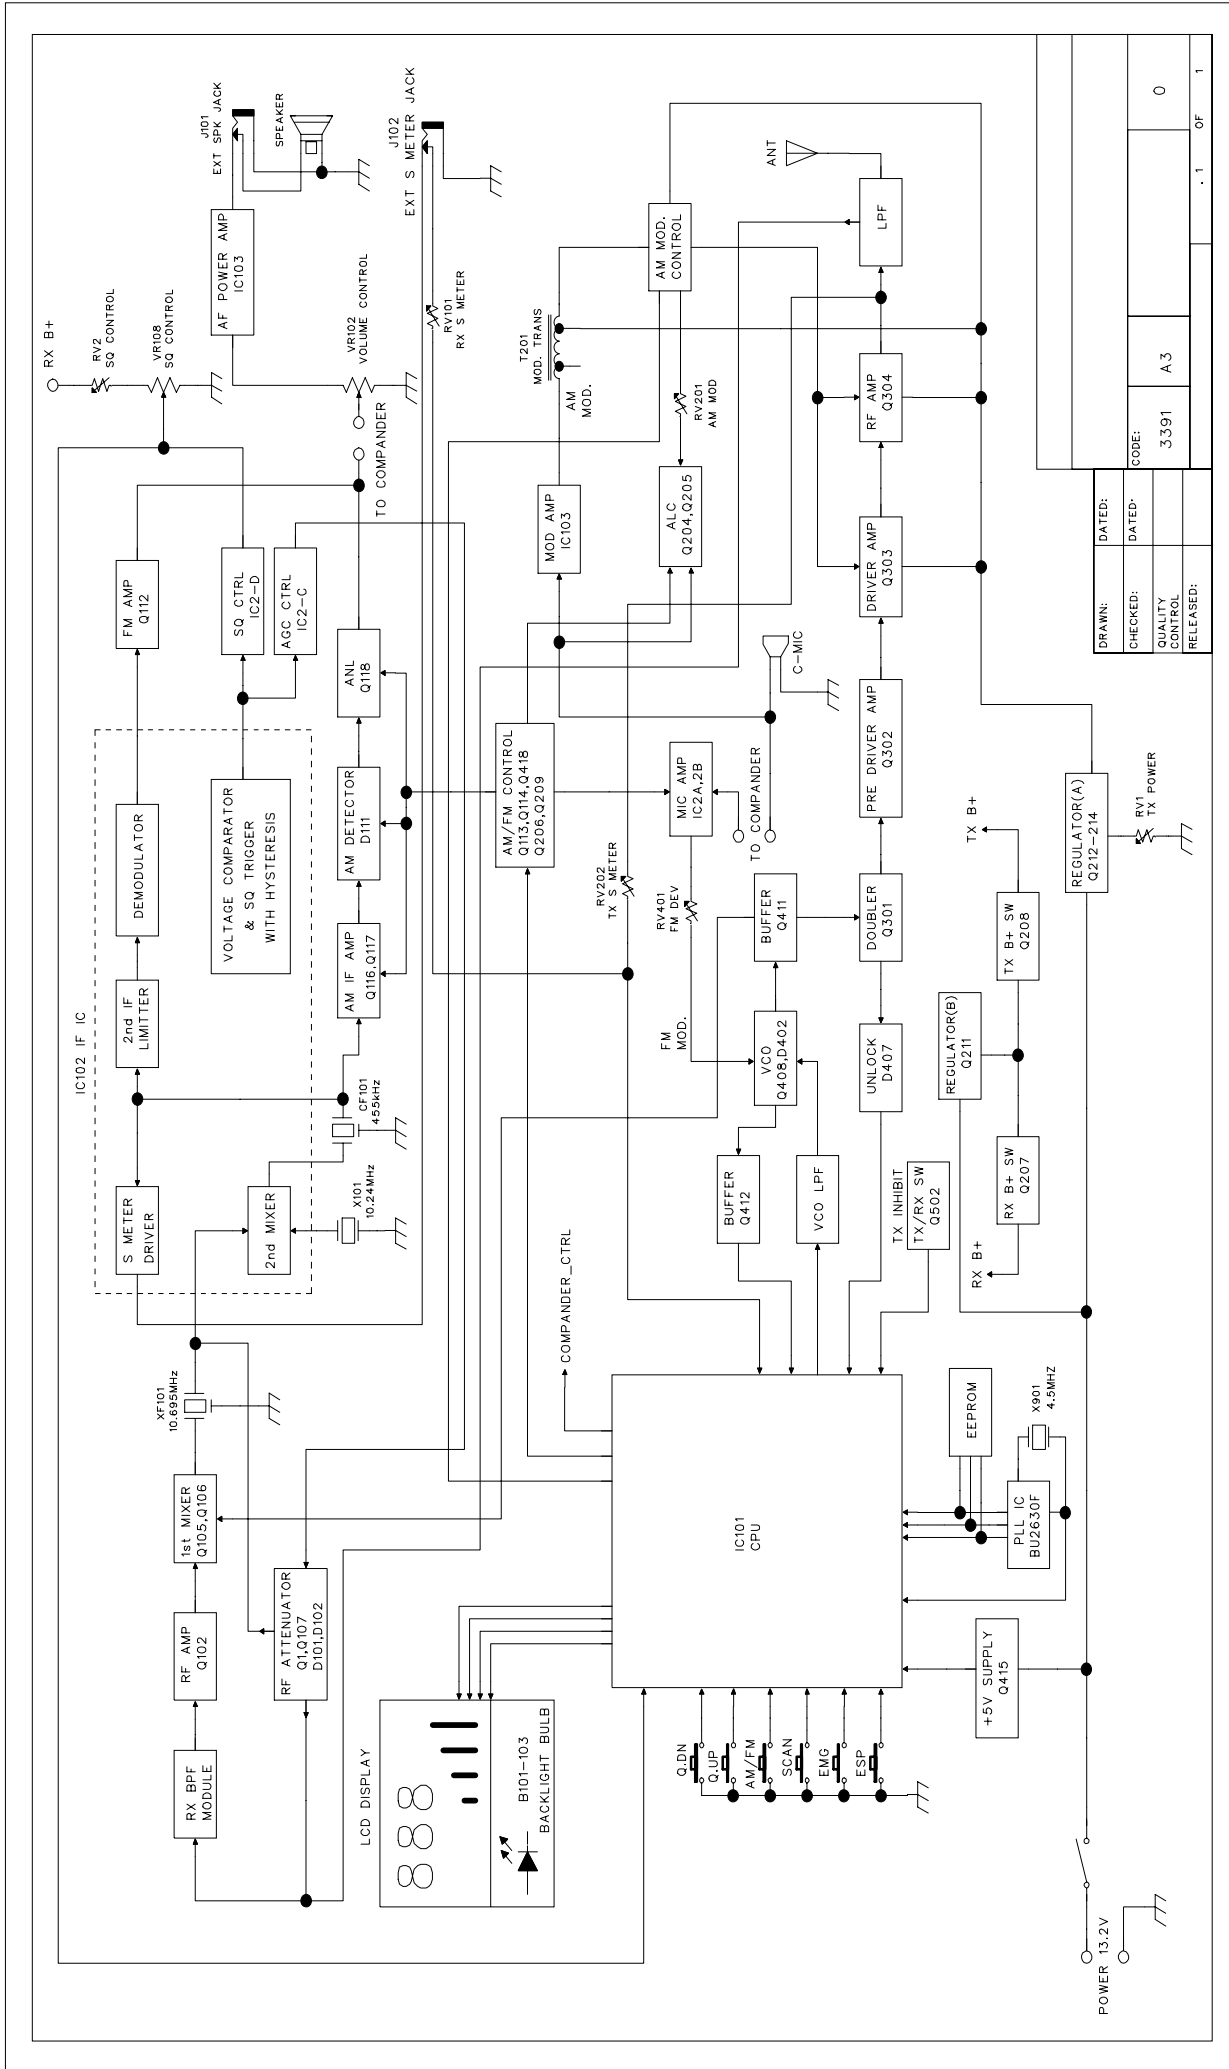 RX B+
RV2
SQ CONTROL
VR108
SQ CONTROL
J101
EXT SPK JACK
SPEAKER
AF POWER AMP
IC103
VR102
VOLUME CONTROL
TO COMPANDER
J102
EXT S METER JACK
RV101
RX S METER
FM AMP
Q112
SQ CTRL
IC2-D
AGC CTRL
IC2-C
ANL
Q118
IC102 IF IC
S METER
DRIVER
2nd IF
LIMITTER
DEMODULATOR
VOLTAGE COMPARATOR
& SQ TRIGGER
WITH HYSTERESIS
2nd MIXER
CF101
455kHz
X101
10.24MHz
AM IF AMP
Q116,Q117
AM DETECTOR
D111
XF101
10.695MHz
1st MIXER
Q105,Q106
RF AMP
Q102
RX BPF
MODULE
RF ATTENUATOR
Q1,Q107
D101,D102
LCD DISPLAY
888
B101-103
BACKLIGHT BULB
COMPANDER_CTRL
IC101
CPU
AM/FM CONTROL
Q113,Q114,Q418
Q206,Q209
RV202
TX S METER
MOD AMP
IC103
AM
MOD.
T201
MOD. TRANS
AM MOD.
CONTROL
RV201
AM MOD
ALC
Q204,Q205
ANT
LPF
C-MIC
TO COMPANDER
MIC AMP
IC2A,2B
RV401
FM DEV
FM
MOD.
BUFFER
Q411
VCO
Q408,D402
BUFFER
Q412
VCO LPF
UNLOCK
D407
DOUBLER
Q301
PRE DRIVER AMP
Q302
DRIVER AMP
Q303
RF AMP
Q304
TX INHIBIT
TX/RX SW
Q502
REGULATOR(B)
Q211
RX B+
RX B+ SW
Q207
TX B+ SW
Q208
TX B+
REGULATOR(A)
Q212-214
RV1
TX POWER
EEPROM
PLL IC
BU2630F
X901
4.5MHZ
+5V SUPPLY
Q415
Q.DN
Q.UP
AM/FM
SCAN
EMG
ESP
POWER 13.2V
DRAWN:
DATED:
CHECKED:
DATED·
QUALITY
CONTROL
RELEASED:
CODE:
3391
A3
0
. 1 OF 1